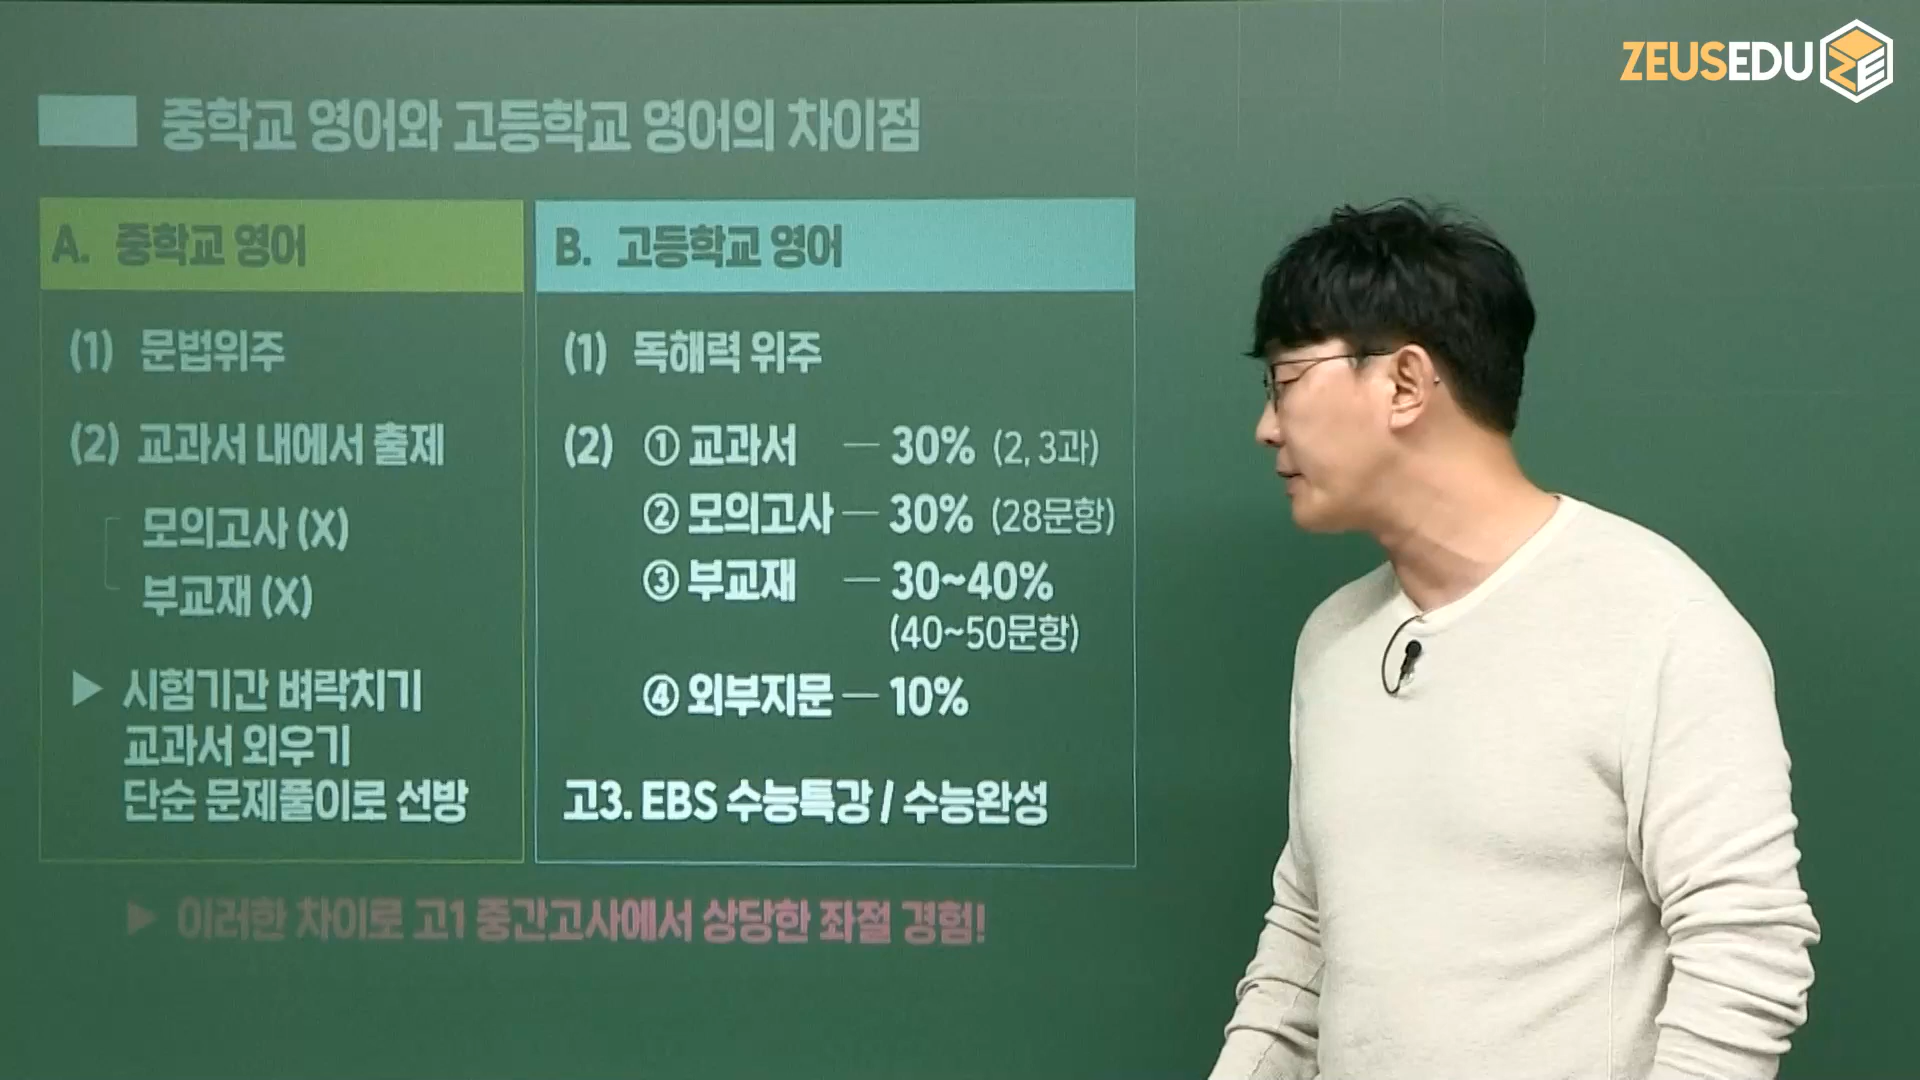 ZEUSEDU
중학교 영어와 고등학교 영어의 차이점
A. 중학교 영어
(1) 문법위주
(2) 교과서 내에서 출제
모의고사 (X)
부교재 (X)
▶ 시험기간 벼락치기
교과서 외우기
단순 문제풀이로 선방
B. 고등학교 영어
(1) 독해력 위주
(2) ① 교과서 — 30% (2, 3과)
② 모의고사 — 30% (28문항)
③ 부교재 — 30~40%
(40~50문항)
④ 외부지문 — 10%
고3. EBS 수능특강 / 수능완성
▶ 이러한 차이로 고1 중간고사에서 상당한 좌절 경험!